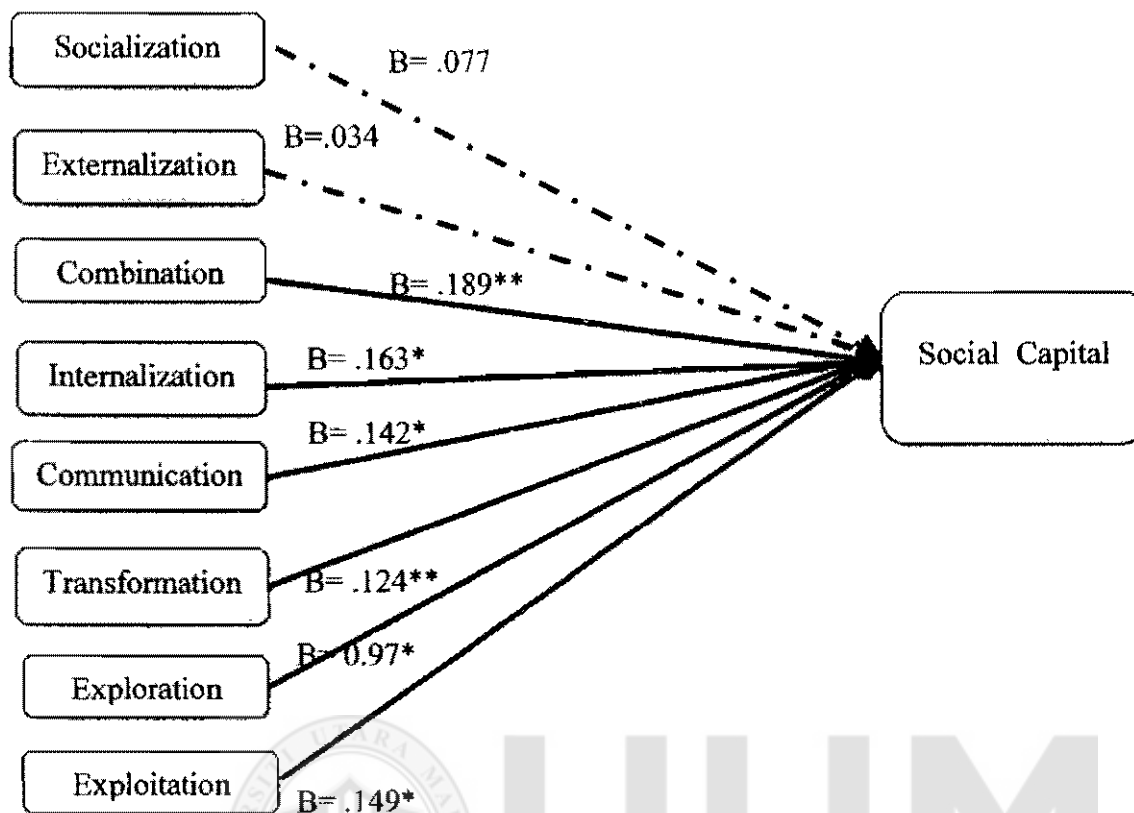 Socialization
B= .077
B=.034
Externalization
Combination
B= .189**
Social Capital
Internalization
B= .163*
B= .142*
Communication
Transformation
B= .124**
B= 0.97*
Exploration
Exploitation
B= .149*
UTARA
UUM